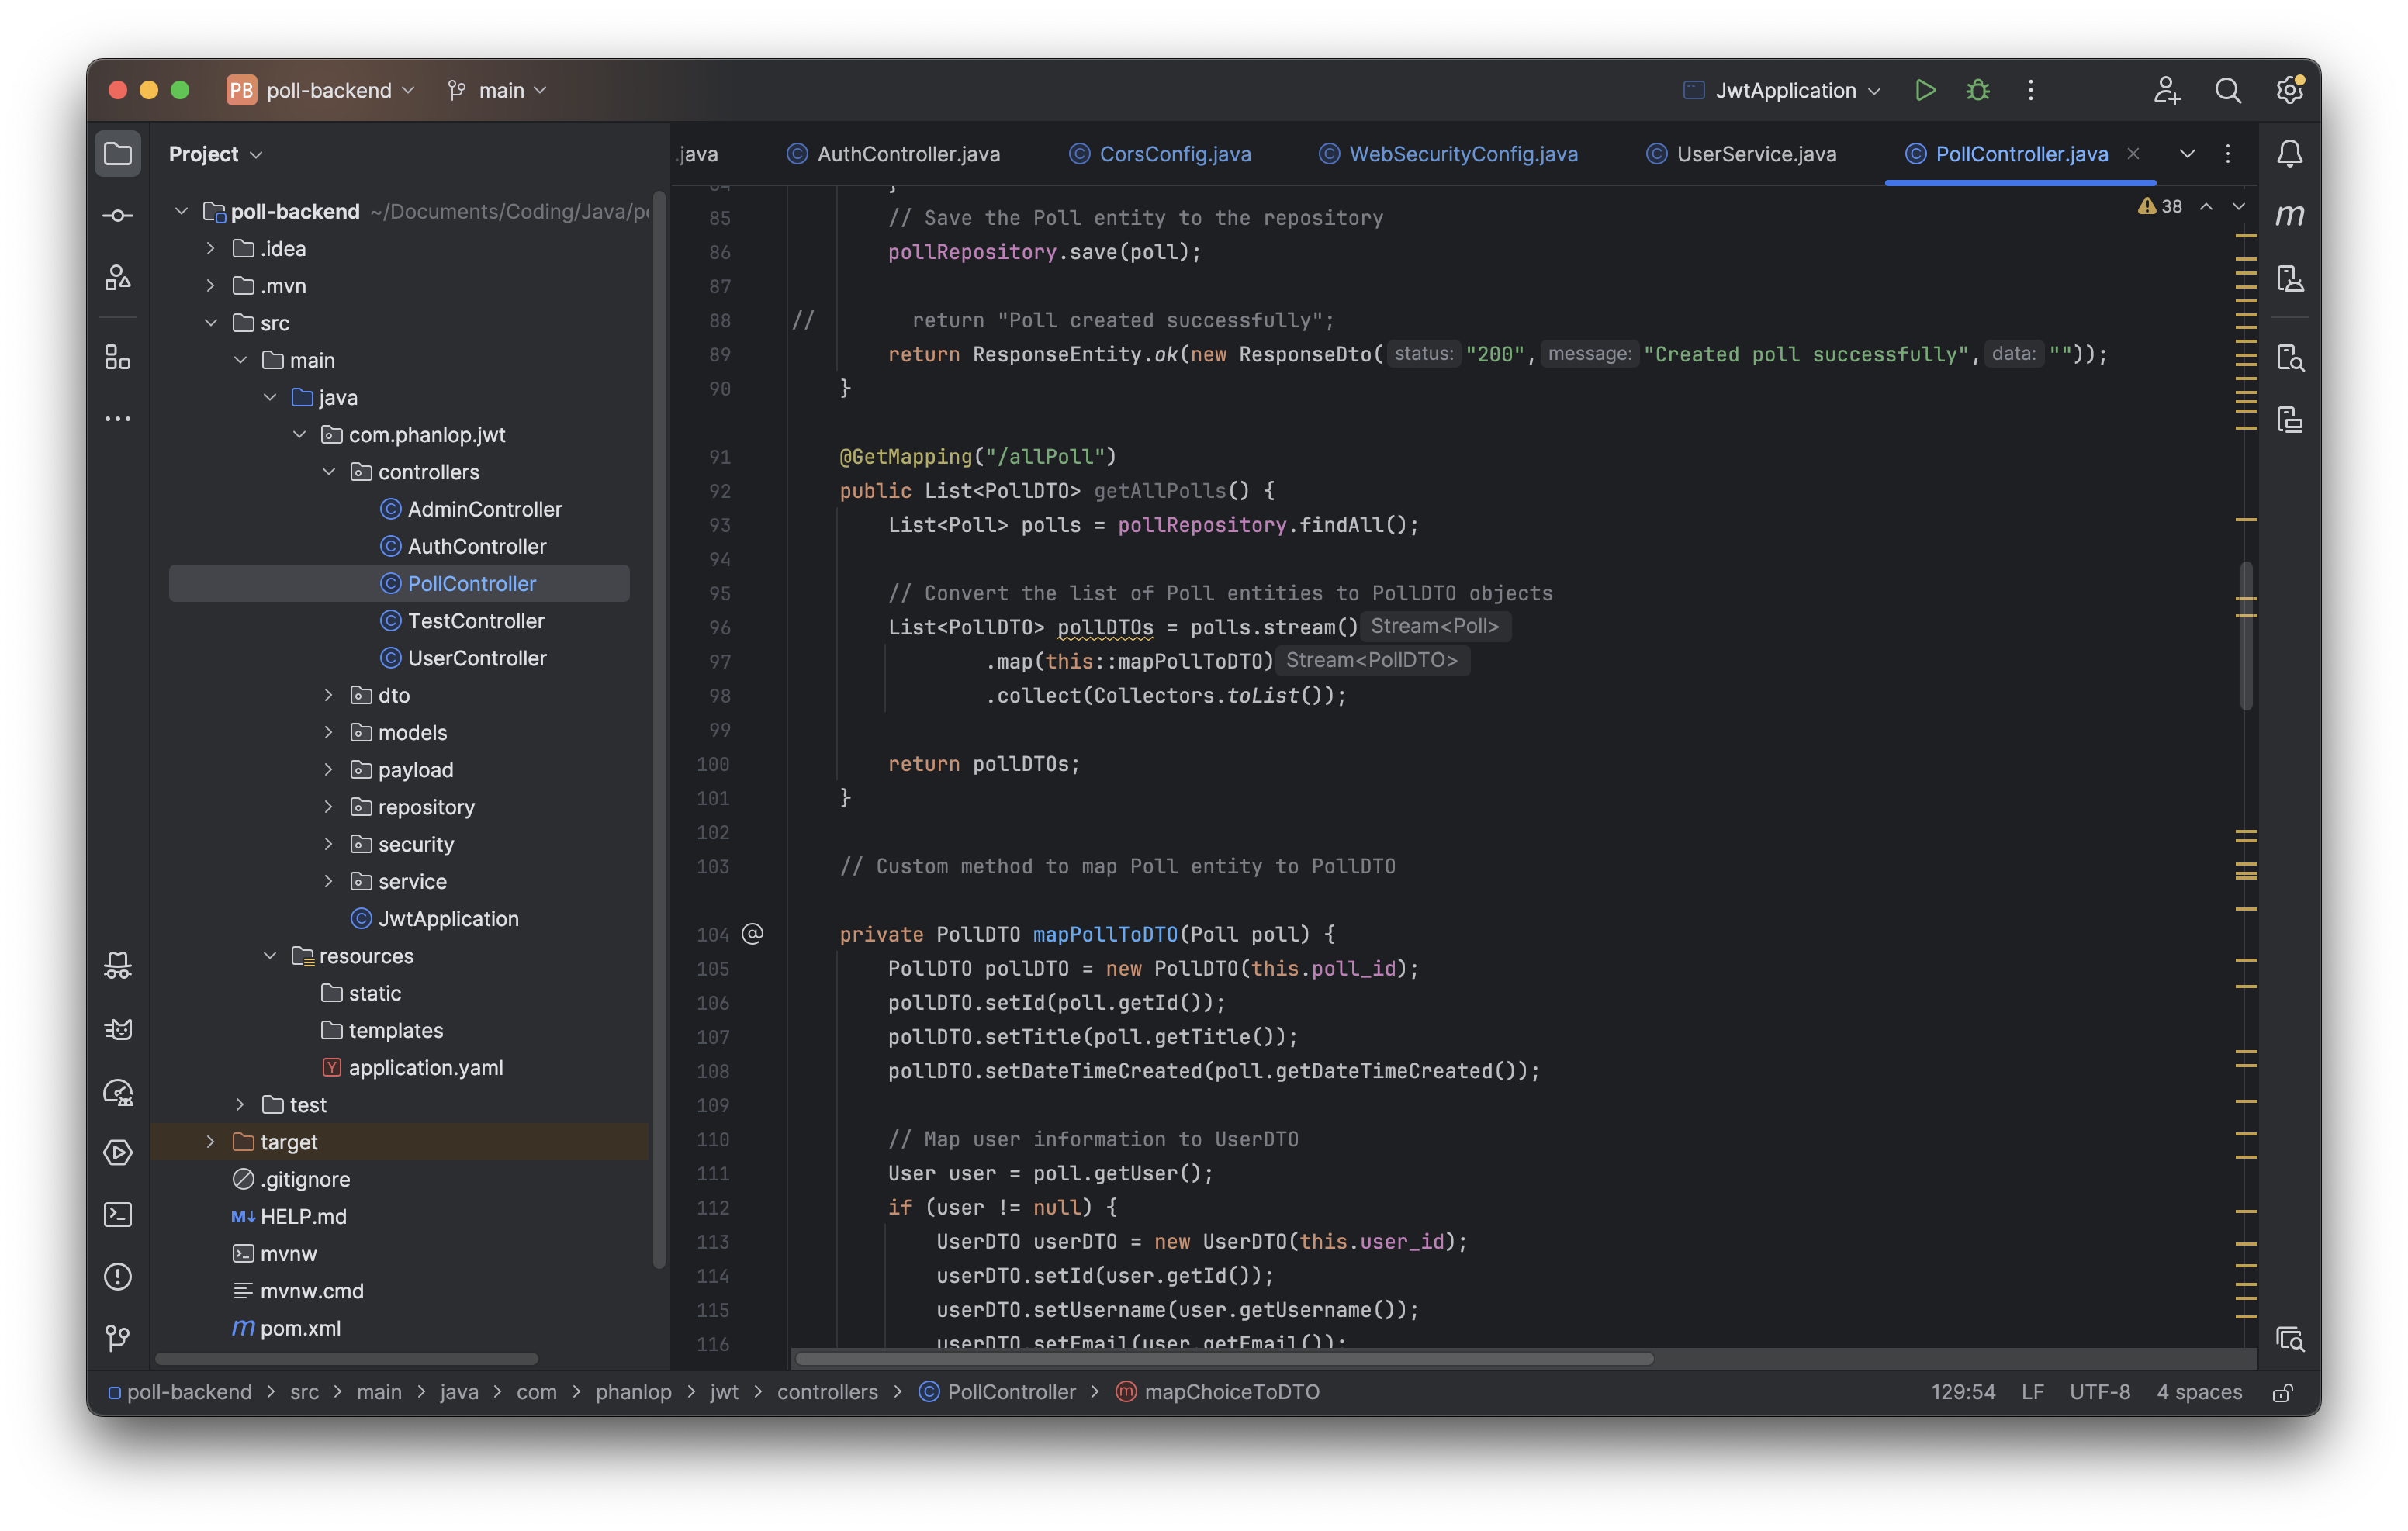 PB poll-backend main JwtApplication
Project
.java AuthController.java CorsConfig.java WebSecurityConfig.java UserService.java PollController.java
poll-backend ~/Documents/Coding/Java/p
.idea
.mvn
src
main
java
com.phanlop.jwt
controllers
AdminController
AuthController
PollController
TestController
UserController
dto
models
payload
repository
security
service
JwtApplication
resources
static
templates
application.yaml
test
target
.gitignore
HELP.md
mvnw
mvnw.cmd
pom.xml
38
84 }
85 // Save the Poll entity to the repository
86 pollRepository.save(poll);
87
88 // return "Poll created successfully";
89 return ResponseEntity.ok(new ResponseDto( status: "200", message: "Created poll successfully", data: ""));
90 }
91 @GetMapping("/allPoll")
92 public List<PollDTO> getAllPolls() {
93 List<Poll> polls = pollRepository.findAll();
94
95 // Convert the list of Poll entities to PollDTO objects
96 List<PollDTO> pollDTOs = polls.stream() Stream<Poll>
97 .map(this::mapPollToDTO) Stream<PollDTO>
98 .collect(Collectors.toList());
99
100 return pollDTOs;
101 }
102
103 // Custom method to map Poll entity to PollDTO
104 @ private PollDTO mapPollToDTO(Poll poll) {
105 PollDTO pollDTO = new PollDTO(this.poll_id);
106 pollDTO.setId(poll.getId());
107 pollDTO.setTitle(poll.getTitle());
108 pollDTO.setDateTimeCreated(poll.getDateTimeCreated());
109
110 // Map user information to UserDTO
111 User user = poll.getUser();
112 if (user != null) {
113 UserDTO userDTO = new UserDTO(this.user_id);
114 userDTO.setId(user.getId());
115 userDTO.setUsername(user.getUsername());
116 userDTO.setEmail(user.getEmail());
poll-backend > src > main > java > com > phanlop > jwt > controllers > PollController > mapChoiceToDTO 129:54 LF UTF-8 4 spaces